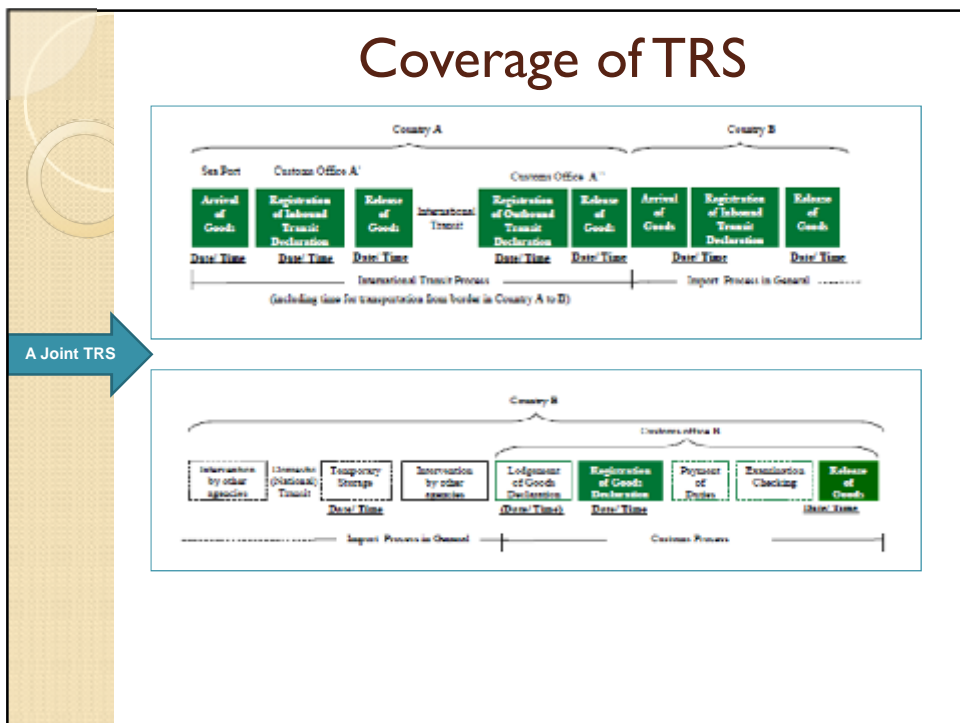 Coverage of TRS
Country A
Country B
Sea Port
Customs Office A'
Customs Office A''
Arrival
of
Goods
Registration
of Inbound
Transit
Declaration
Release
of
Goods
International
Transit
Registration
of Outbound
Transit
Declaration
Release
of
Goods
Arrival
of
Goods
Registration
of Inbound
Transit
Declaration
Release
of
Goods
Date/ Time
Date/ Time
Date/ Time
Date/ Time
Date/ Time
Date/ Time
Date/ Time
International Transit Process
Import Process in General
(including time for transportation from border in Country A to B)
A Joint TRS
Country B
Customs office B
Intervention
by other
agencies
Domestic
(National)
Transit
Temporary
Storage
Intervention
by other
agencies
Lodgement
of Goods
Declaration
Registration
of Goods
Declaration
Payment
of
Duties
Examination
Checking
Release
of
Goods
Date/ Time
(Date/ Time)
Date/ Time
Date/ Time
Import Process in General
Customs Process